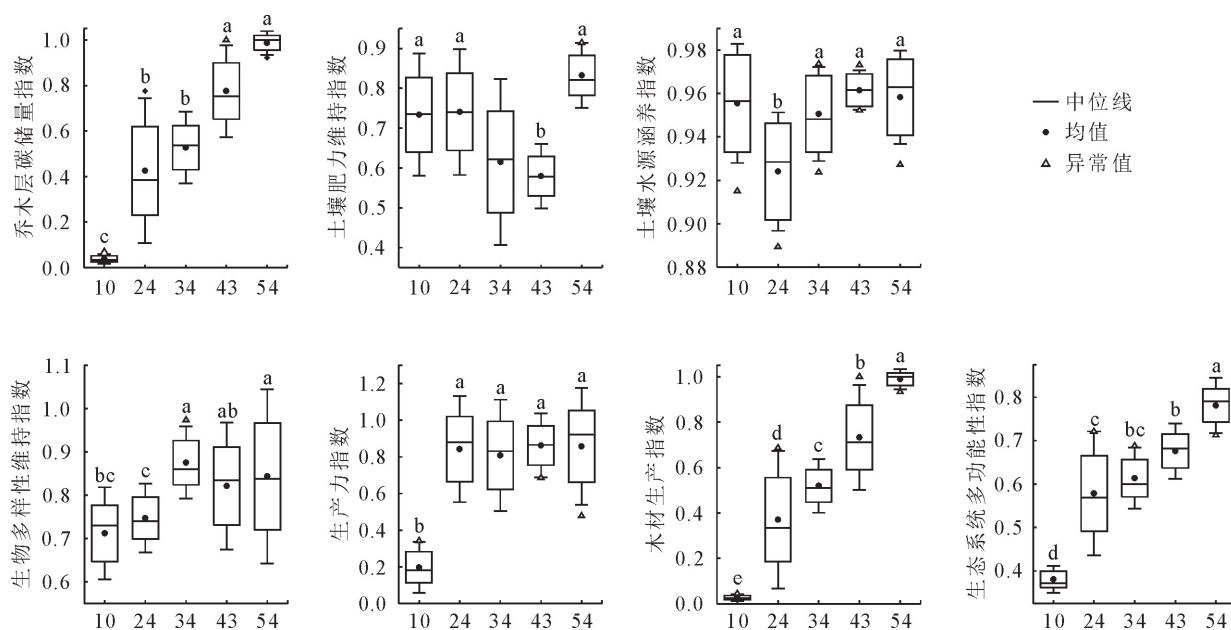 乔木层碳储量指数
1.0
0.8
0.6
0.4
0.2
0.0
c
b
b
a
a
10 24 34 43 54
土壤肥力维持指数
0.9
0.8
0.7
0.6
0.5
0.4
a
a
a
b
a
10 24 34 43 54
土壤水源涵养指数
0.98
0.96
0.94
0.92
0.90
0.88
a
b
a
a
a
10 24 34 43 54
中位线
均值
异常值
生物多样性维持指数
1.1
1.0
0.9
0.8
0.7
0.6
bc
c
a
ab
a
10 24 34 43 54
生产力指数
1.2
1.0
0.8
0.6
0.4
0.2
0.0
b
a
a
a
a
10 24 34 43 54
木材生产指数
1.0
0.8
0.6
0.4
0.2
0.0
e
d
c
b
a
10 24 34 43 54
生态系统多功能性指数
0.8
0.7
0.6
0.5
0.4
d
c
bc
b
a
10 24 34 43 54